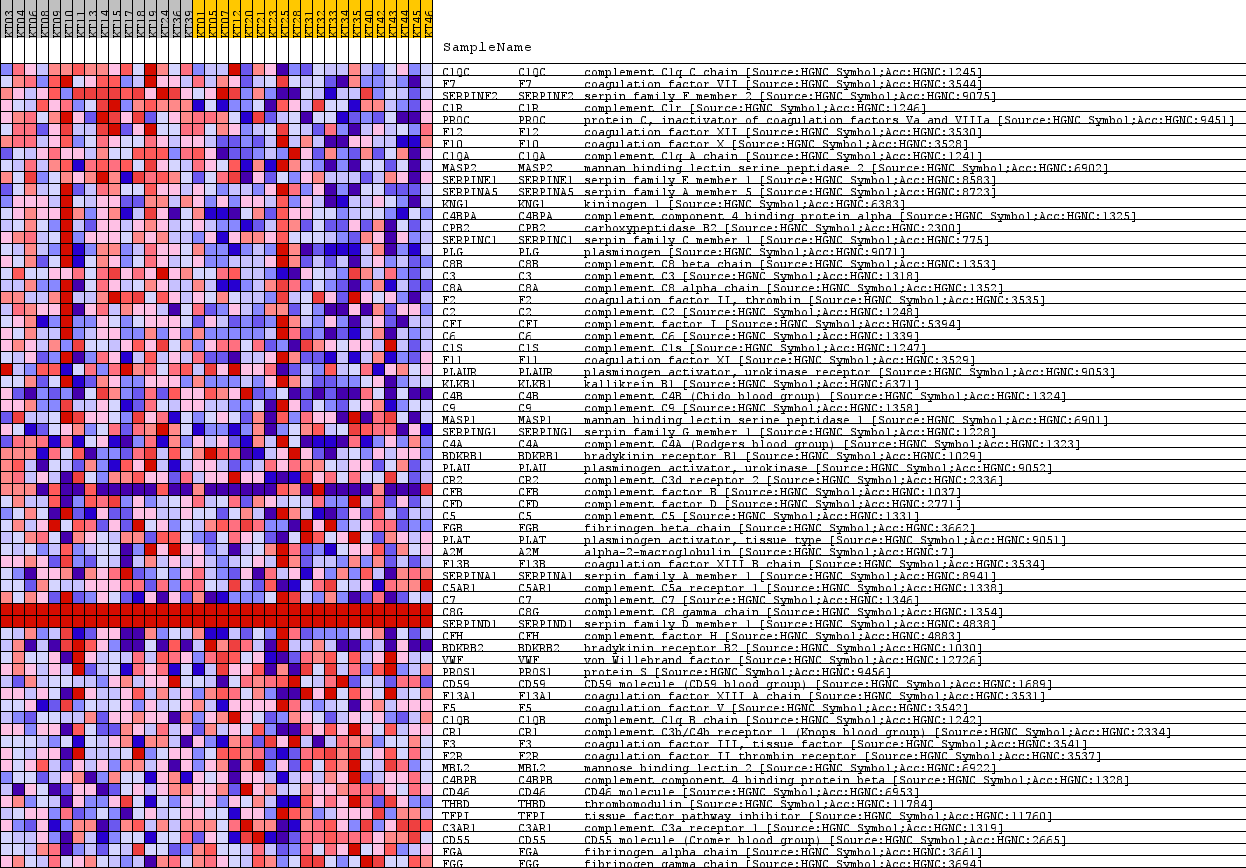 KT03 KT04 KT06 KT08 KT09 KT10 KT11 KT13 KT14 KT15 KT17 KT18 KT19 KT24 KT36 KT39 KT01 KT05 KT07 KT12 KT20 KT21 KT23 KT25 KT28 KT31 KT32 KT33 KT34 KT35 KT40 KT42 KT43 KT44 KT45 KT46
SampleName
C1QC C1QC complement C1q C chain [Source:HGNC Symbol;Acc:HGNC:1245]
F7 F7 coagulation factor VII [Source:HGNC Symbol;Acc:HGNC:3544]
SERPINF2 SERPINF2 serpin family F member 2 [Source:HGNC Symbol;Acc:HGNC:9075]
C1R C1R complement C1r [Source:HGNC Symbol;Acc:HGNC:1246]
PROC PROC protein C, inactivator of coagulation factors Va and VIIIa [Source:HGNC Symbol;Acc:HGNC:9451]
F12 F12 coagulation factor XII [Source:HGNC Symbol;Acc:HGNC:3530]
F10 F10 coagulation factor X [Source:HGNC Symbol;Acc:HGNC:3528]
C1QA C1QA complement C1q A chain [Source:HGNC Symbol;Acc:HGNC:1241]
MASP2 MASP2 mannan binding lectin serine peptidase 2 [Source:HGNC Symbol;Acc:HGNC:6902]
SERPINE1 SERPINE1 serpin family E member 1 [Source:HGNC Symbol;Acc:HGNC:8583]
SERPINA5 SERPINA5 serpin family A member 5 [Source:HGNC Symbol;Acc:HGNC:8723]
KNG1 KNG1 kininogen 1 [Source:HGNC Symbol;Acc:HGNC:6383]
C4BPA C4BPA complement component 4 binding protein alpha [Source:HGNC Symbol;Acc:HGNC:1325]
CPB2 CPB2 carboxypeptidase B2 [Source:HGNC Symbol;Acc:HGNC:2300]
SERPINC1 SERPINC1 serpin family C member 1 [Source:HGNC Symbol;Acc:HGNC:775]
PLG PLG plasminogen [Source:HGNC Symbol;Acc:HGNC:9071]
C8B C8B complement C8 beta chain [Source:HGNC Symbol;Acc:HGNC:1353]
C3 C3 complement C3 [Source:HGNC Symbol;Acc:HGNC:1318]
C8A C8A complement C8 alpha chain [Source:HGNC Symbol;Acc:HGNC:1352]
F2 F2 coagulation factor II, thrombin [Source:HGNC Symbol;Acc:HGNC:3535]
C2 C2 complement C2 [Source:HGNC Symbol;Acc:HGNC:1248]
CFI CFI complement factor I [Source:HGNC Symbol;Acc:HGNC:5394]
C6 C6 complement C6 [Source:HGNC Symbol;Acc:HGNC:1339]
C1S C1S complement C1s [Source:HGNC Symbol;Acc:HGNC:1247]
F11 F11 coagulation factor XI [Source:HGNC Symbol;Acc:HGNC:3529]
PLAUR PLAUR plasminogen activator, urokinase receptor [Source:HGNC Symbol;Acc:HGNC:9053]
KLKB1 KLKB1 kallikrein B1 [Source:HGNC Symbol;Acc:HGNC:6371]
C4B C4B complement C4B (Chido blood group) [Source:HGNC Symbol;Acc:HGNC:1324]
C9 C9 complement C9 [Source:HGNC Symbol;Acc:HGNC:1358]
MASP1 MASP1 mannan binding lectin serine peptidase 1 [Source:HGNC Symbol;Acc:HGNC:6901]
SERPING1 SERPING1 serpin family G member 1 [Source:HGNC Symbol;Acc:HGNC:1228]
C4A C4A complement C4A (Rodgers blood group) [Source:HGNC Symbol;Acc:HGNC:1323]
BDKRB1 BDKRB1 bradykinin receptor B1 [Source:HGNC Symbol;Acc:HGNC:1029]
PLAU PLAU plasminogen activator, urokinase [Source:HGNC Symbol;Acc:HGNC:9052]
CR2 CR2 complement C3d receptor 2 [Source:HGNC Symbol;Acc:HGNC:2336]
CFB CFB complement factor B [Source:HGNC Symbol;Acc:HGNC:1037]
CFD CFD complement factor D [Source:HGNC Symbol;Acc:HGNC:2771]
C5 C5 complement C5 [Source:HGNC Symbol;Acc:HGNC:1331]
FGB FGB fibrinogen beta chain [Source:HGNC Symbol;Acc:HGNC:3662]
PLAT PLAT plasminogen activator, tissue type [Source:HGNC Symbol;Acc:HGNC:9051]
A2M A2M alpha-2-macroglobulin [Source:HGNC Symbol;Acc:HGNC:7]
F13B F13B coagulation factor XIII B chain [Source:HGNC Symbol;Acc:HGNC:3534]
SERPINA1 SERPINA1 serpin family A member 1 [Source:HGNC Symbol;Acc:HGNC:8941]
C5AR1 C5AR1 complement C5a receptor 1 [Source:HGNC Symbol;Acc:HGNC:1338]
C7 C7 complement C7 [Source:HGNC Symbol;Acc:HGNC:1346]
C8G C8G complement C8 gamma chain [Source:HGNC Symbol;Acc:HGNC:1354]
SERPIND1 SERPIND1 serpin family D member 1 [Source:HGNC Symbol;Acc:HGNC:4838]
CFH CFH complement factor H [Source:HGNC Symbol;Acc:HGNC:4883]
BDKRB2 BDKRB2 bradykinin receptor B2 [Source:HGNC Symbol;Acc:HGNC:1030]
VWF VWF von Willebrand factor [Source:HGNC Symbol;Acc:HGNC:12726]
PROS1 PROS1 protein S [Source:HGNC Symbol;Acc:HGNC:9456]
CD59 CD59 CD59 molecule (CD59 blood group) [Source:HGNC Symbol;Acc:HGNC:1689]
F13A1 F13A1 coagulation factor XIII A chain [Source:HGNC Symbol;Acc:HGNC:3531]
F5 F5 coagulation factor V [Source:HGNC Symbol;Acc:HGNC:3542]
C1QB C1QB complement C1q B chain [Source:HGNC Symbol;Acc:HGNC:1242]
CR1 CR1 complement C3b/C4b receptor 1 (Knops blood group) [Source:HGNC Symbol;Acc:HGNC:2334]
F3 F3 coagulation factor III, tissue factor [Source:HGNC Symbol;Acc:HGNC:3541]
F2R F2R coagulation factor II thrombin receptor [Source:HGNC Symbol;Acc:HGNC:3537]
MBL2 MBL2 mannose binding lectin 2 [Source:HGNC Symbol;Acc:HGNC:6922]
C4BPB C4BPB complement component 4 binding protein beta [Source:HGNC Symbol;Acc:HGNC:1328]
CD46 CD46 CD46 molecule [Source:HGNC Symbol;Acc:HGNC:6953]
THBD THBD thrombomodulin [Source:HGNC Symbol;Acc:HGNC:11784]
TFPI TFPI tissue factor pathway inhibitor [Source:HGNC Symbol;Acc:HGNC:11760]
C3AR1 C3AR1 complement C3a receptor 1 [Source:HGNC Symbol;Acc:HGNC:1319]
CD55 CD55 CD55 molecule (Cromer blood group) [Source:HGNC Symbol;Acc:HGNC:2665]
FGA FGA fibrinogen alpha chain [Source:HGNC Symbol;Acc:HGNC:3661]
FGG FGG fibrinogen gamma chain [Source:HGNC Symbol;Acc:HGNC:3694]